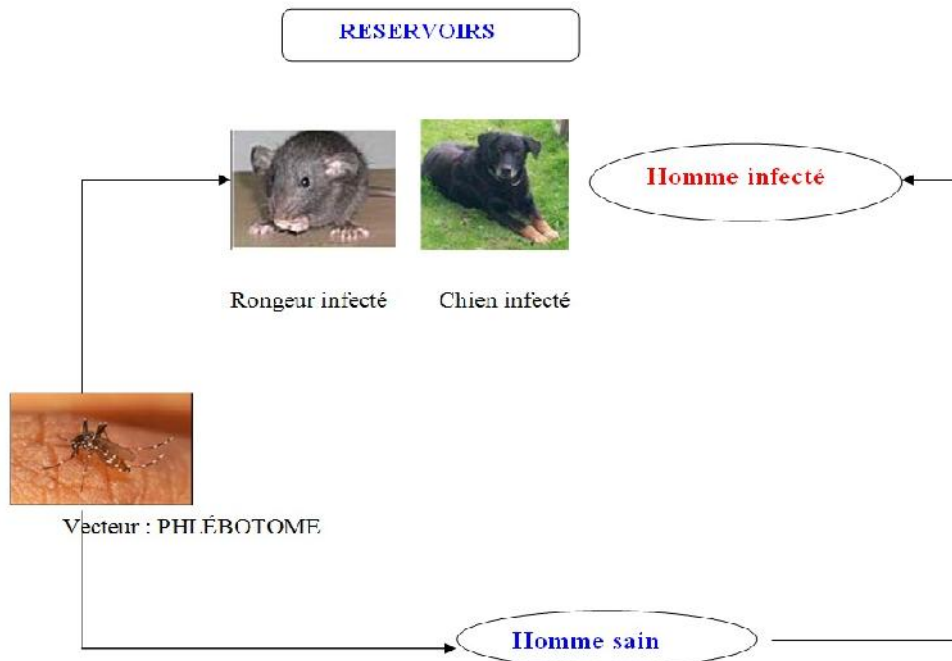 RESERVOIRS
Homme infecté
Rongeur infecté
Chien infecté
Vecteur : PHLÉBOTOME
Homme sain